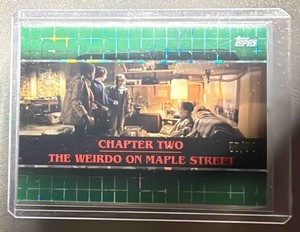 Topps
CHAPTER TWO
THE WEIRDO ON MAPLE STREET